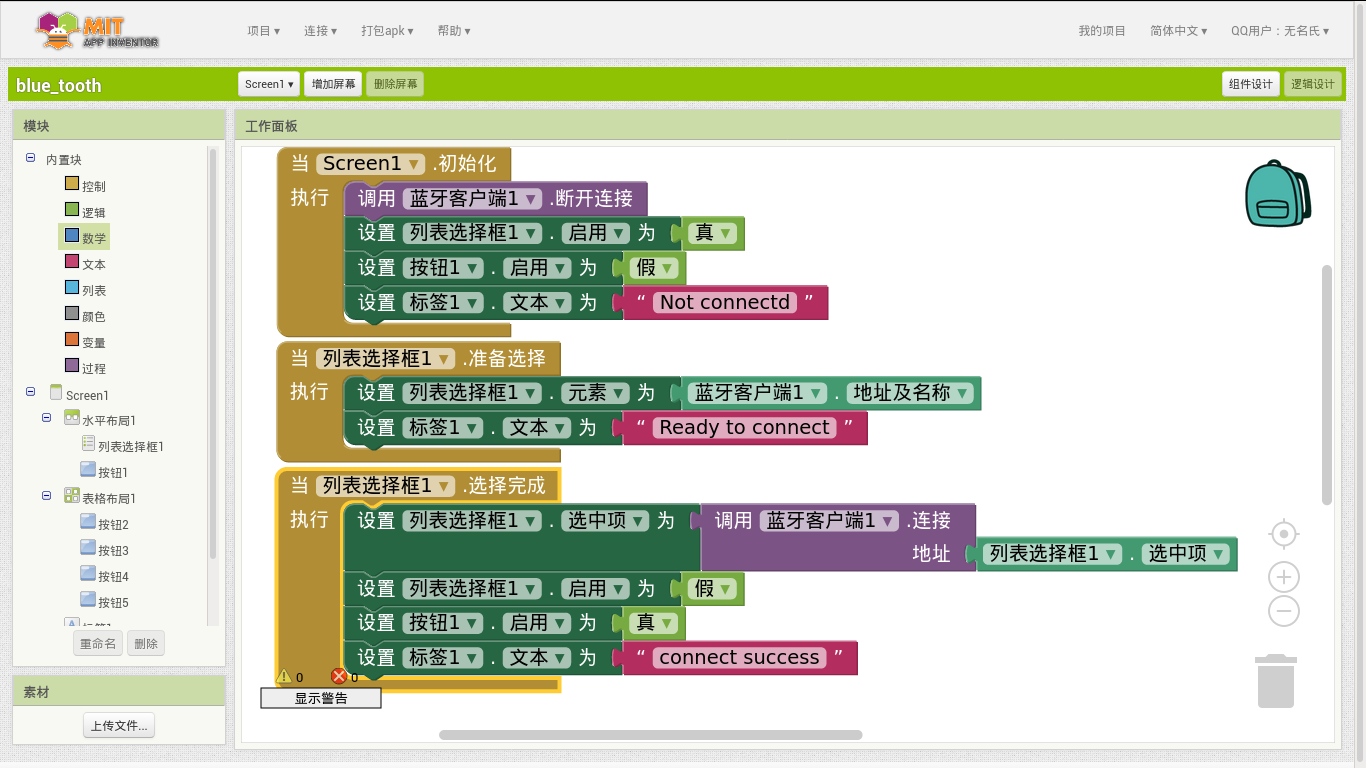 MIT
APP INVENTOR
项目 ▾ 连接 ▾ 打包apk ▾ 帮助 ▾ 我的项目 简体中文 ▾ QQ用户：无名氏 ▾
blue_tooth Screen1 ▾ 增加屏幕 删除屏幕 组件设计 逻辑设计
模块
内置块
控制
逻辑
数学
文本
列表
颜色
变量
过程
Screen1
水平布局1
列表选择框1
按钮1
表格布局1
按钮2
按钮3
按钮4
按钮5
重命名 删除
素材
上传文件...
工作面板
当 Screen1 ▾ .初始化
执行 调用 蓝牙客户端1 ▾ .断开连接
设置 列表选择框1 ▾ . 启用 ▾ 为 真 ▾
设置 按钮1 ▾ . 启用 ▾ 为 假 ▾
设置 标签1 ▾ . 文本 ▾ 为 “ Not connectd ”
当 列表选择框1 ▾ .准备选择
执行 设置 列表选择框1 ▾ . 元素 ▾ 为 蓝牙客户端1 ▾ . 地址及名称 ▾
设置 标签1 ▾ . 文本 ▾ 为 “ Ready to connect ”
当 列表选择框1 ▾ .选择完成
执行 设置 列表选择框1 ▾ . 选中项 ▾ 为 调用 蓝牙客户端1 ▾ .连接
地址 列表选择框1 ▾ . 选中项 ▾
设置 列表选择框1 ▾ . 启用 ▾ 为 假 ▾
设置 按钮1 ▾ . 启用 ▾ 为 真 ▾
设置 标签1 ▾ . 文本 ▾ 为 “ connect success ”
0 0
显示警告